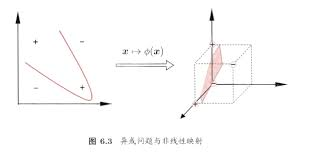 + −
− +
x ↦ ϕ(x)
图 6.3 异或问题与非线性映射